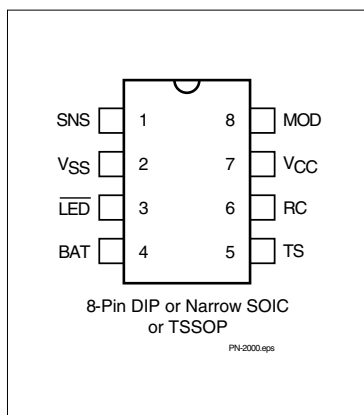 SNS 1 8 MOD
VSS 2 7 VCC
LED 3 6 RC
BAT 4 5 TS
8-Pin DIP or Narrow SOIC
or TSSOP
PN-2000.eps